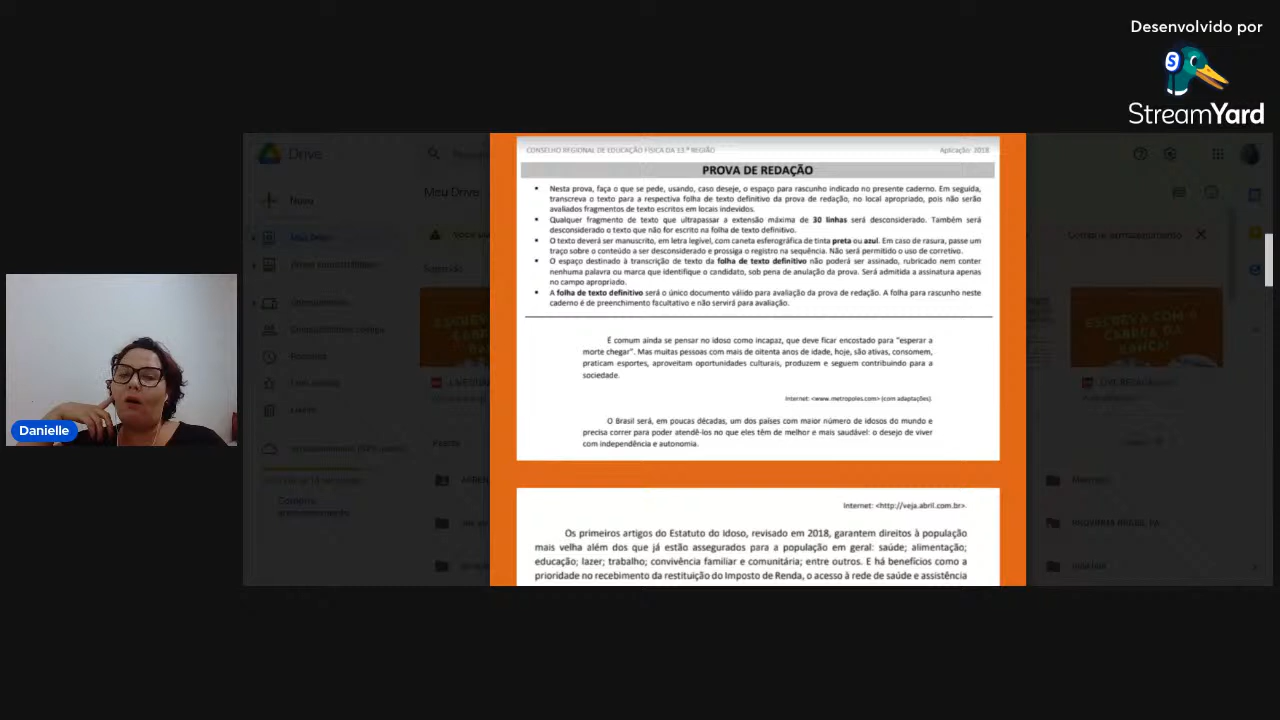 Desenvolvido por
StreamYard
Drive
CONSELHO REGIONAL DE EDUCAÇÃO FÍSICA DA 13.ª REGIÃO
Aplicação: 2018
PROVA DE REDAÇÃO
Novo
Meu Drive
▪ Nesta prova, faça o que se pede, usando, caso deseje, o espaço para rascunho indicado no presente caderno. Em seguida,
transcreva o texto para a respectiva folha de texto definitivo da prova de redação, no local apropriado, pois não serão
avaliados fragmentos de texto escritos em locais indevidos.
▪ Qualquer fragmento de texto que ultrapassar a extensão máxima de 30 linhas será desconsiderado. Também será
desconsiderado o texto que não for escrito na folha de texto definitivo.
▪ O texto deverá ser manuscrito, em letra legível, com caneta esferográfica de tinta preta ou azul. Em caso de rasura, passe um
traço sobre o conteúdo a ser desconsiderado e prossiga o registro na sequência. Não será permitido o uso de corretivo.
▪ O espaço destinado à transcrição de texto da folha de texto definitivo não poderá ser assinado, rubricado nem conter
nenhuma palavra ou marca que identifique o candidato, sob pena de anulação da prova. Será admitida a assinatura apenas
no campo apropriado.
▪ A folha de texto definitivo será o único documento válido para avaliação da prova de redação. A folha para rascunho neste
caderno é de preenchimento facultativo e não servirá para avaliação.
É comum ainda se pensar no idoso como incapaz, que deve ficar encostado para "esperar a
morte chegar". Mas muitas pessoas com mais de oitenta anos de idade, hoje, são ativas, consomem,
praticam esportes, aproveitam oportunidades culturais, produzem e seguem contribuindo para a
sociedade.
Internet: <www.metropoles.com> (com adaptações).
O Brasil será, em poucas décadas, um dos países com maior número de idosos do mundo e
precisa correr para poder atendê-los no que eles têm de melhor e mais saudável: o desejo de viver
com independência e autonomia.
Internet: <http://veja.abril.com.br>.
Os primeiros artigos do Estatuto do Idoso, revisado em 2018, garantem direitos à população
mais velha além dos que já estão assegurados para a população em geral: saúde; alimentação;
educação; lazer; trabalho; convivência familiar e comunitária; entre outros. E há benefícios como a
prioridade no recebimento da restituição do Imposto de Renda, o acesso à rede de saúde e assistência
Comprar armazenamento
ESCREVA COM A
CABEÇA DA
BANCA!
Danielle